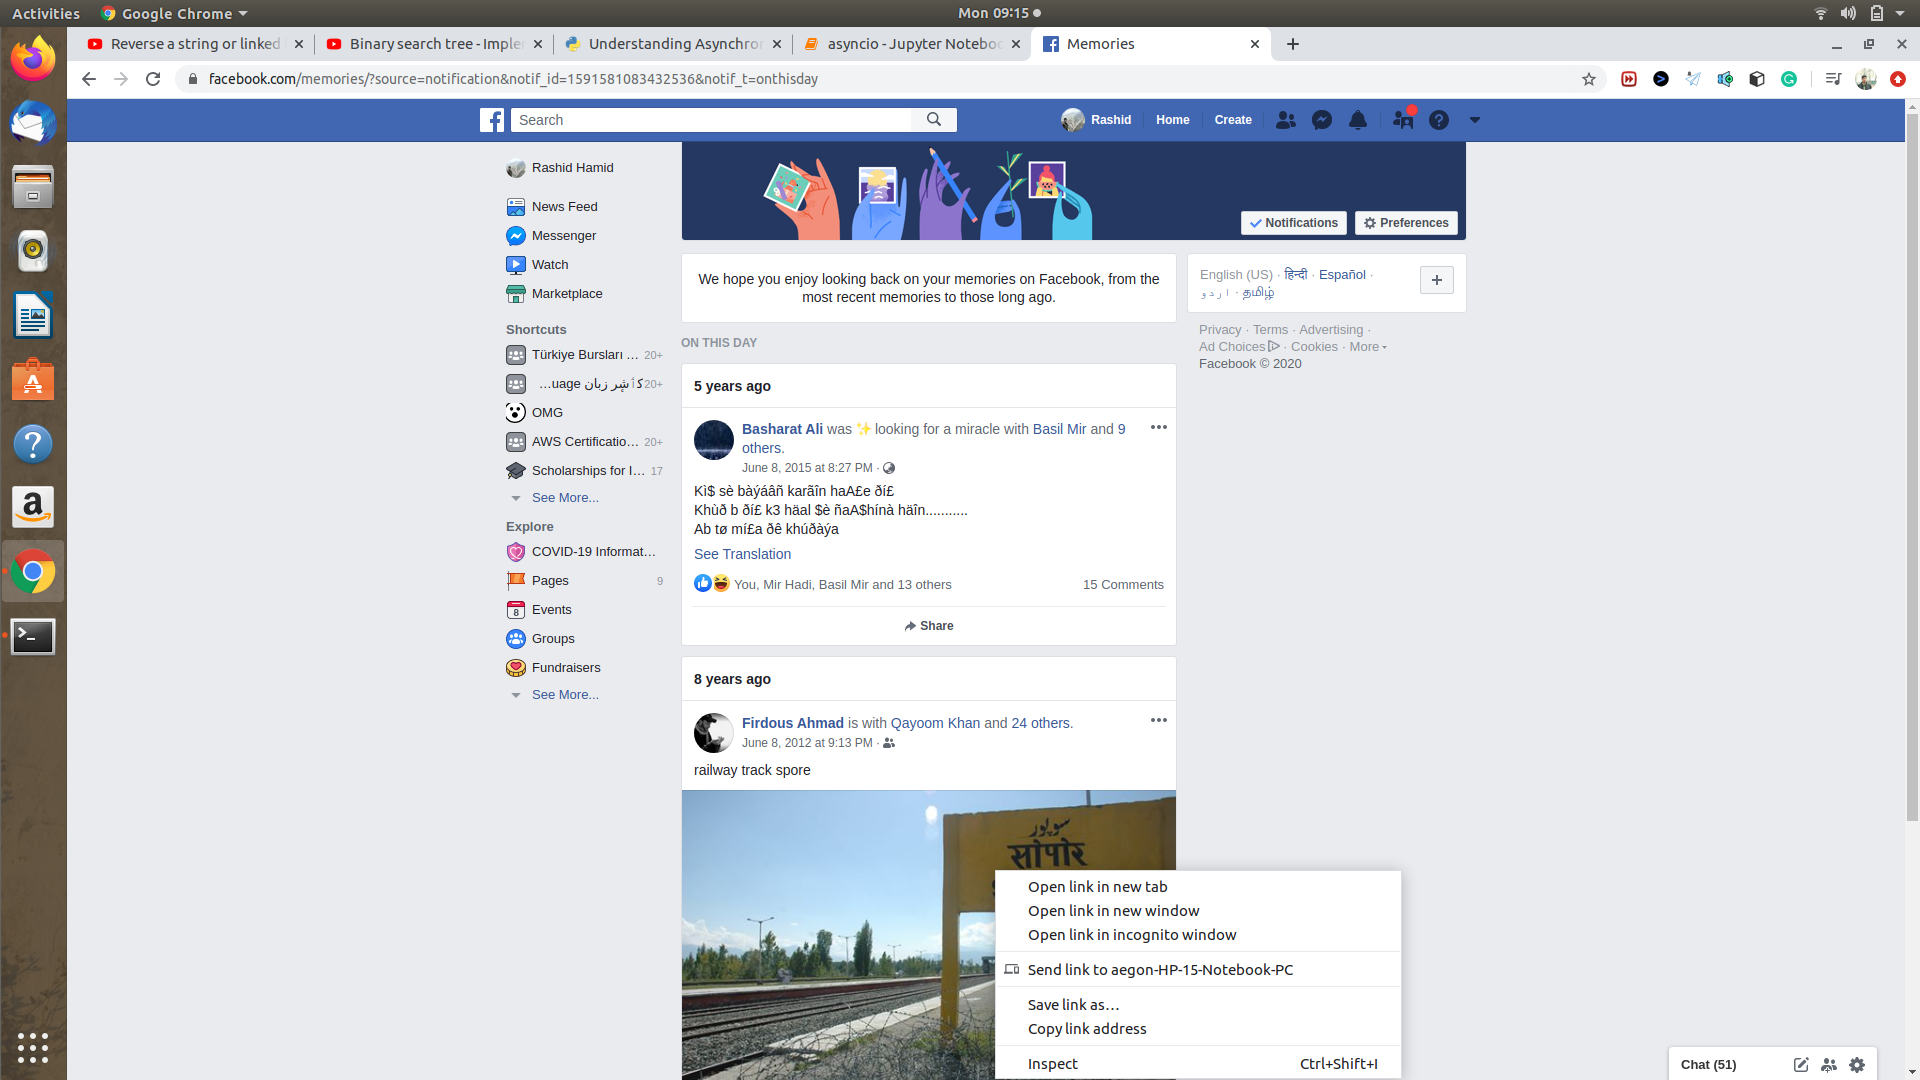 Activities
Google Chrome
Mon 09:15
Reverse a string or linked
Binary search tree - Imple
Understanding Asynchron
asyncio - Jupyter Noteboo
Memories
facebook.com/memories/?source=notification&notif_id=1591581083432536&notif_t=onthisday
Search
Rashid
Home
Create
Rashid Hamid
News Feed
Messenger
Watch
Marketplace
Shortcuts
Türkiye Bursları ... 20+
کٲشِر زبان uage... 20+
OMG
AWS Certificatio... 20+
Scholarships for I... 17
See More...
Explore
COVID-19 Informat...
Pages 9
Events
8
Groups
Fundraisers
See More...
Notifications
Preferences
We hope you enjoy looking back on your memories on Facebook, from the
most recent memories to those long ago.
ON THIS DAY
5 years ago
Basharat Ali was ✨ looking for a miracle with Basil Mir and 9
others.
June 8, 2015 at 8:27 PM ·
Kì$ sè bàýáâñ karãîn haA£e ðí£
Khùð b ðí£ k3 häal $è ñaA$hínà häîn...........
Ab tø mí£a ðê khúðàýa
See Translation
You, Mir Hadi, Basil Mir and 13 others
15 Comments
Share
8 years ago
Firdous Ahmad is with Qayoom Khan and 24 others.
June 8, 2012 at 9:13 PM ·
railway track spore
سوپور
सोपोर
English (US) · हिन्दी · Español ·
اردو · தமிழ்
Privacy · Terms · Advertising ·
Ad Choices · Cookies · More
Facebook © 2020
Open link in new tab
Open link in new window
Open link in incognito window
Send link to aegon-HP-15-Notebook-PC
Save link as...
Copy link address
Inspect Ctrl+Shift+I
Chat (51)